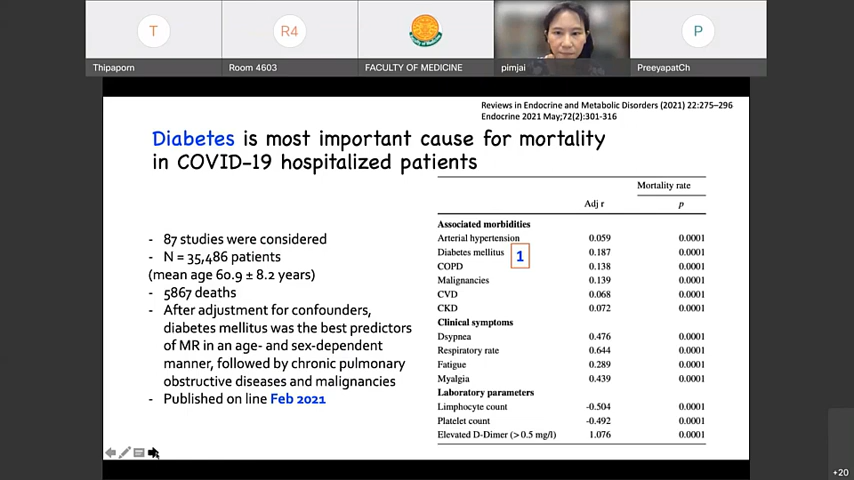 T
R4
P
Thipaporn
Room 4603
FACULTY OF MEDICINE
pimjai
PreeyapatCh
Reviews in Endocrine and Metabolic Disorders (2021) 22:275–296
Endocrine 2021 May;72(2):301-316
Diabetes is most important cause for mortality
in COVID-19 hospitalized patients
- 87 studies were considered
- N = 35,486 patients
(mean age 60.9 ± 8.2 years)
- 5867 deaths
- After adjustment for confounders,
diabetes mellitus was the best predictors
of MR in an age- and sex-dependent
manner, followed by chronic pulmonary
obstructive diseases and malignancies
- Published on line Feb 2021
Mortality rate
Adj r p
Associated morbidities
Arterial hypertension 0.059 0.0001
Diabetes mellitus 1 0.187 0.0001
COPD 0.138 0.0001
Malignancies 0.139 0.0001
CVD 0.068 0.0001
CKD 0.072 0.0001
Clinical symptoms
Dsypnea 0.476 0.0001
Respiratory rate 0.644 0.0001
Fatigue 0.289 0.0001
Myalgia 0.439 0.0001
Laboratory parameters
Limphocyte count -0.504 0.0001
Platelet count -0.492 0.0001
Elevated D-Dimer (> 0.5 mg/l) 1.076 0.0001
+20